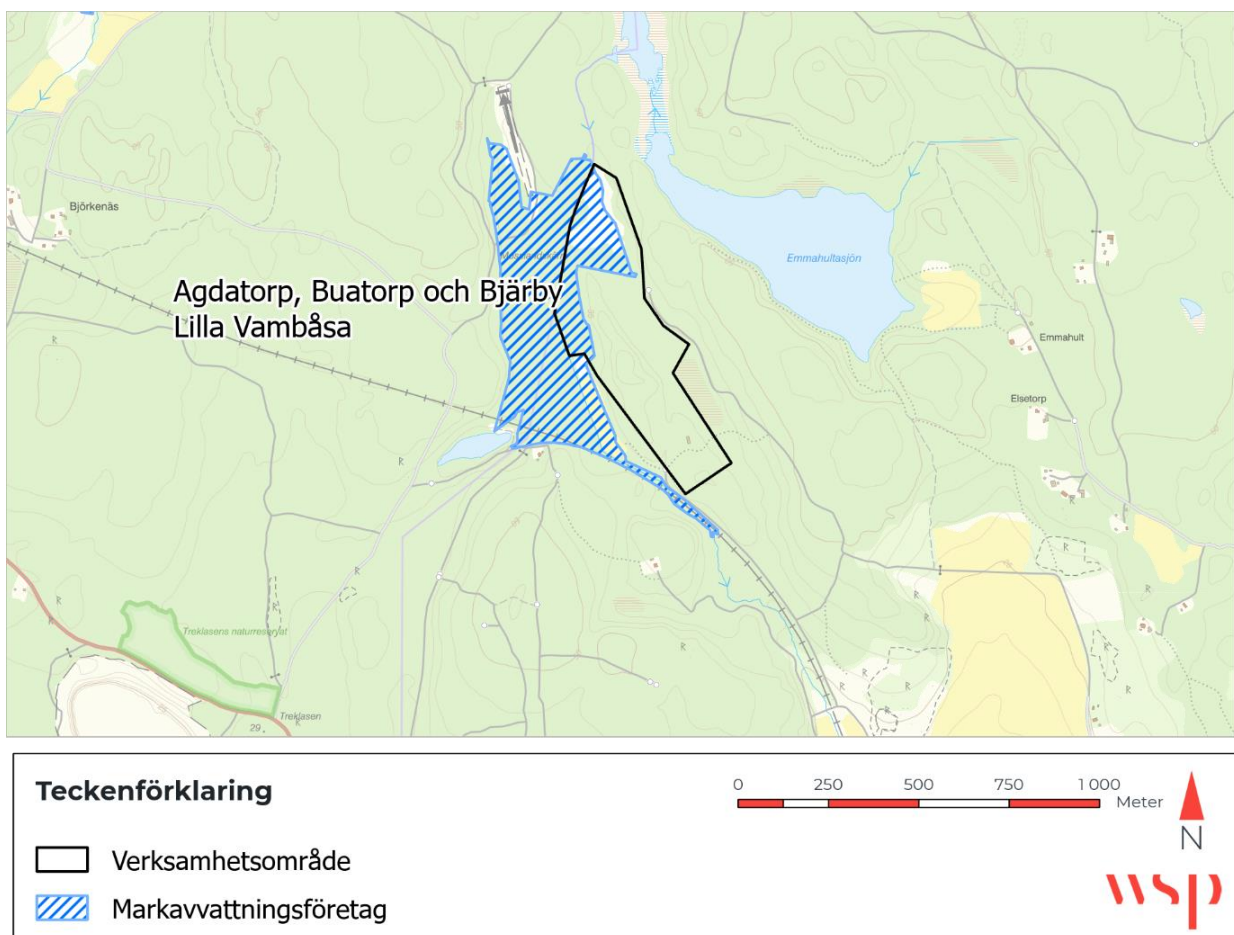 Björkenäs
Emmahultasjön
Agdatorp, Buatorp och Bjärby
Lilla Vambåsa
Emmahult
R
Elsetorp
R
R
R
R
R
R
R
Treklasens naturreservat
R
R
R
R
R
Treklasen
R
29
Teckenförklaring
0 250 500 750 1 000
Meter
Verksamhetsområde
N
Markavvattningsföretag
wsp